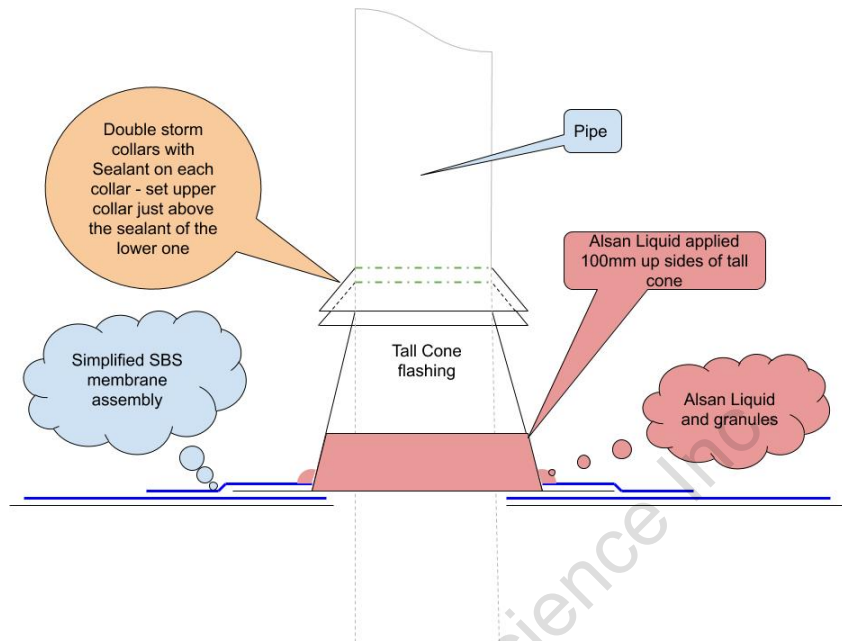 Double storm
collars with
Sealant on each
collar - set upper
collar just above
the sealant of the
lower one
Pipe
Alsan Liquid applied
100mm up sides of tall
cone
Tall Cone
flashing
Simplified SBS
membrane
assembly
Alsan Liquid
and granules
ience Inc